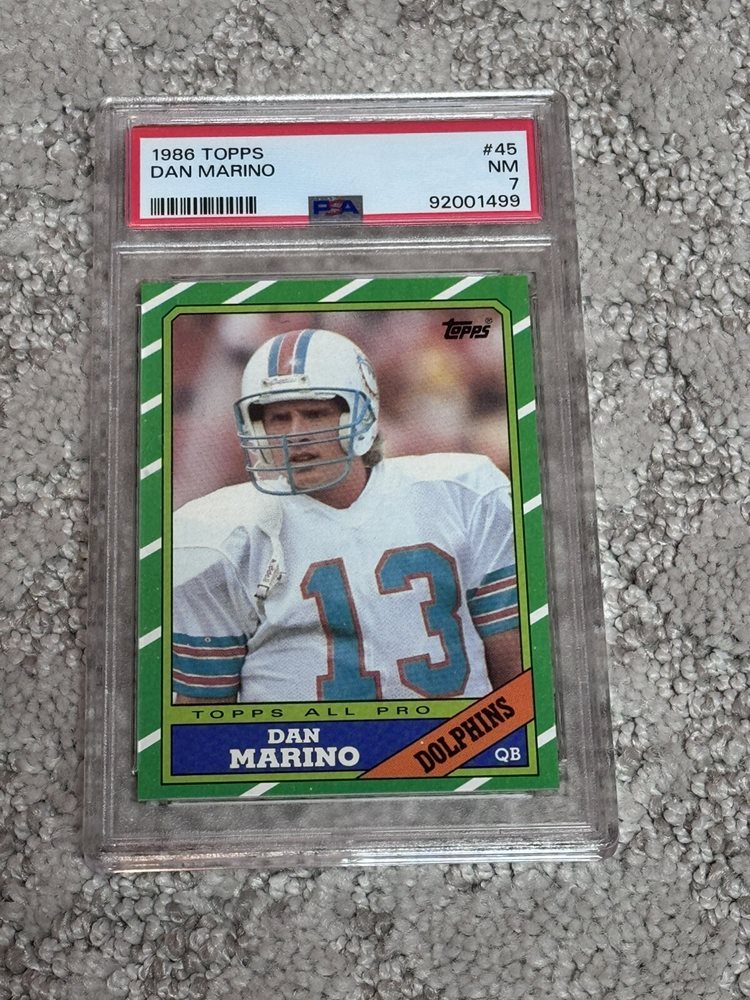 1986 TOPPS #45
DAN MARINO NM
7
PSA 92001499
topps®
13
TOPPS ALL PRO
DAN
MARINO
DOLPHINS
QB